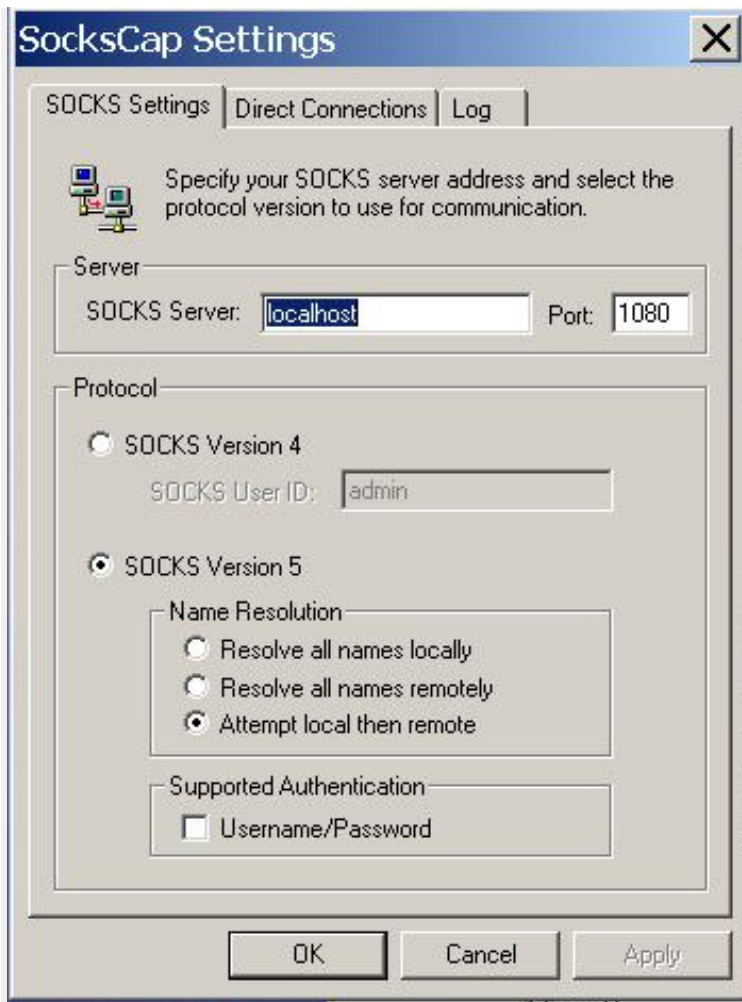 SocksCap Settings
SOCKS Settings Direct Connections Log
Specify your SOCKS server address and select the
protocol version to use for communication.
Server
SOCKS Server: localhost Port: 1080
Protocol
SOCKS Version 4
SOCKS User ID: admin
SOCKS Version 5
Name Resolution
Resolve all names locally
Resolve all names remotely
Attempt local then remote
Supported Authentication
Username/Password
OK Cancel Apply